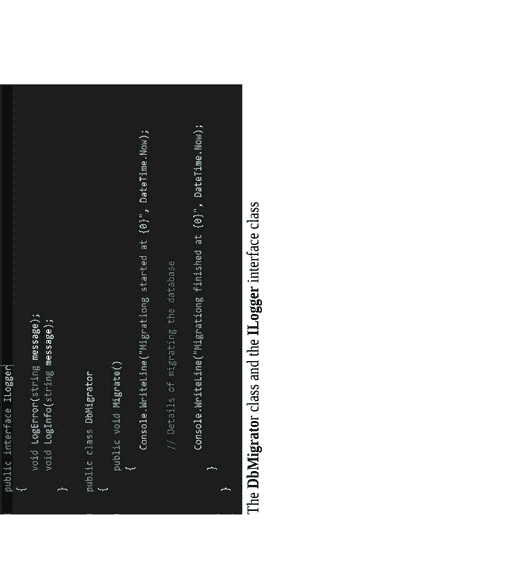 public interface ILogger
{
void LogError(string message);
void LogInfo(string message);
}
public class DbMigrator
{
public void Migrate()
{
Console.WriteLine("Migrationg started at {0}", DateTime.Now);
// Details of migrating the database
Console.WriteLine("Migrationg finished at {0}", DateTime.Now);
}
}
The DbMigrator class and the ILogger interface class